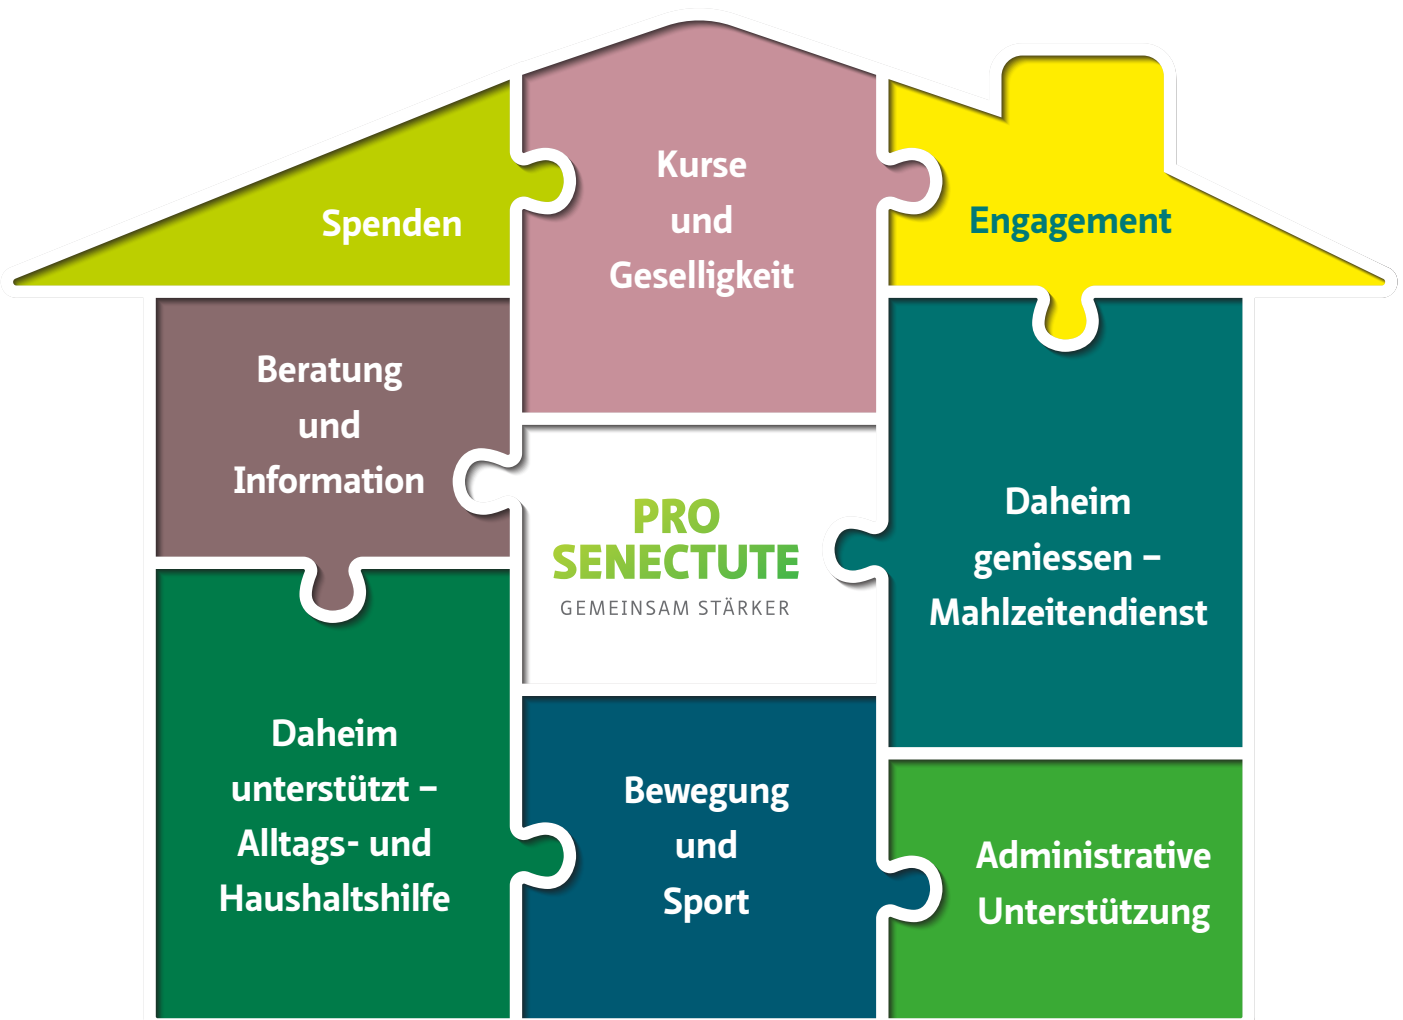 Spenden
Kurse
und
Geselligkeit
Engagement
Beratung
und
Information
PRO
SENECTUTE
GEMEINSAM STÄRKER
Daheim
geniessen –
Mahlzeitendienst
Daheim
unterstützt –
Alltags- und
Haushaltshilfe
Bewegung
und
Sport
Administrative
Unterstützung